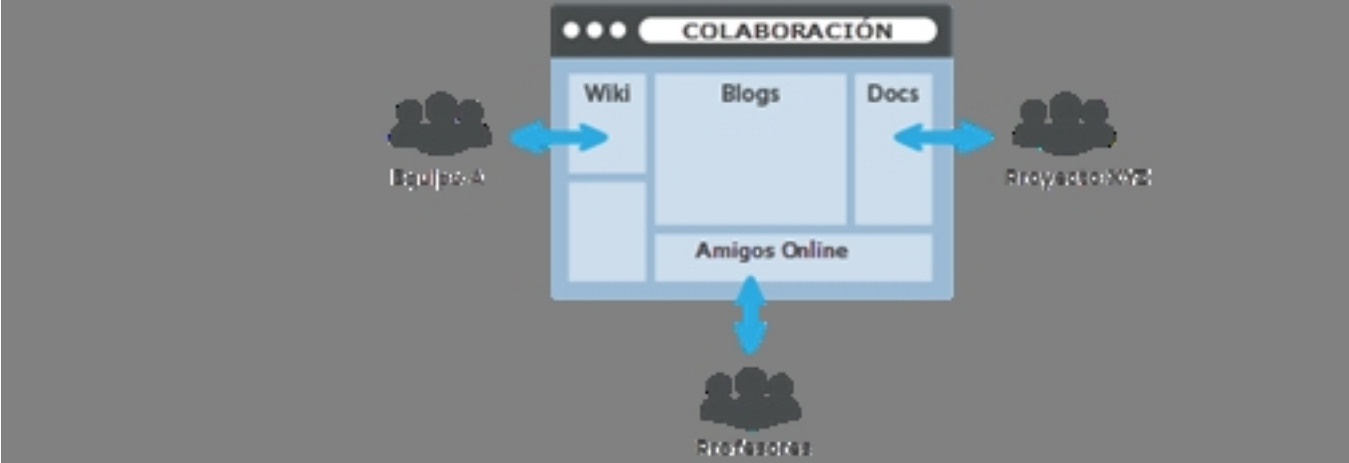 COLABORACIÓN
Wiki
Blogs
Docs
Equipo A
Proyecto XYZ
Amigos Online
Profesores